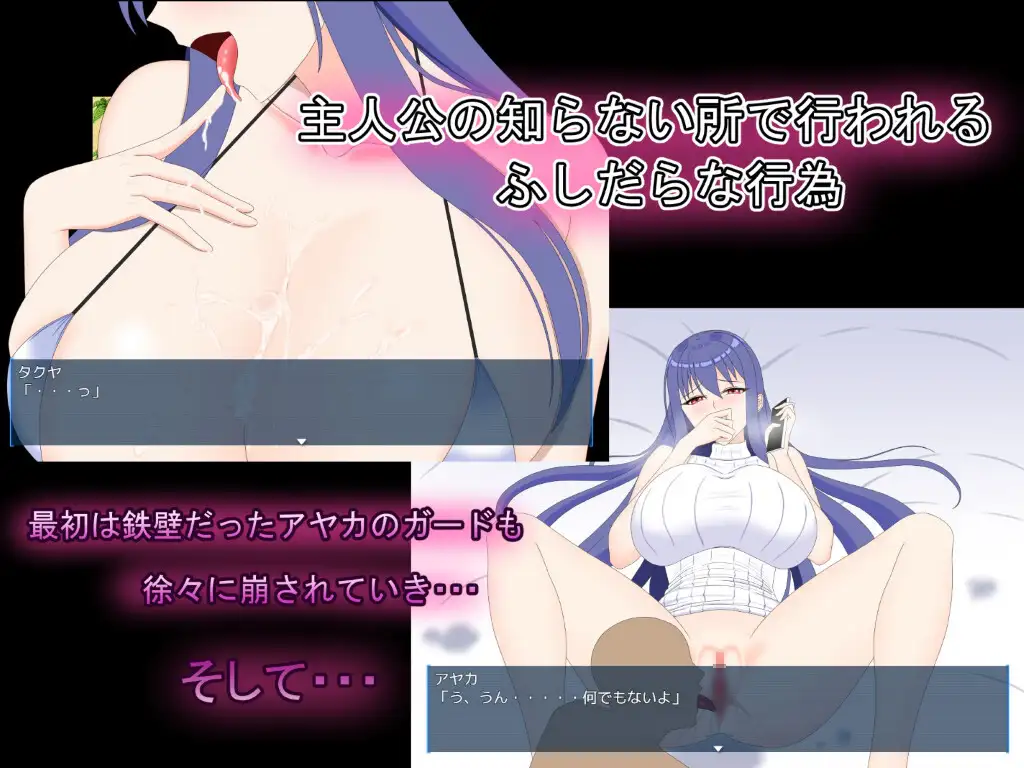 主人公の知らない所で行われる
ふしだらな行為
タクヤ
「・・・っ」
最初は鉄壁だったアヤカのガードも
徐々に崩されていき・・・
そして・・・
アヤカ
「う、うん・・・・・何でもないよ」